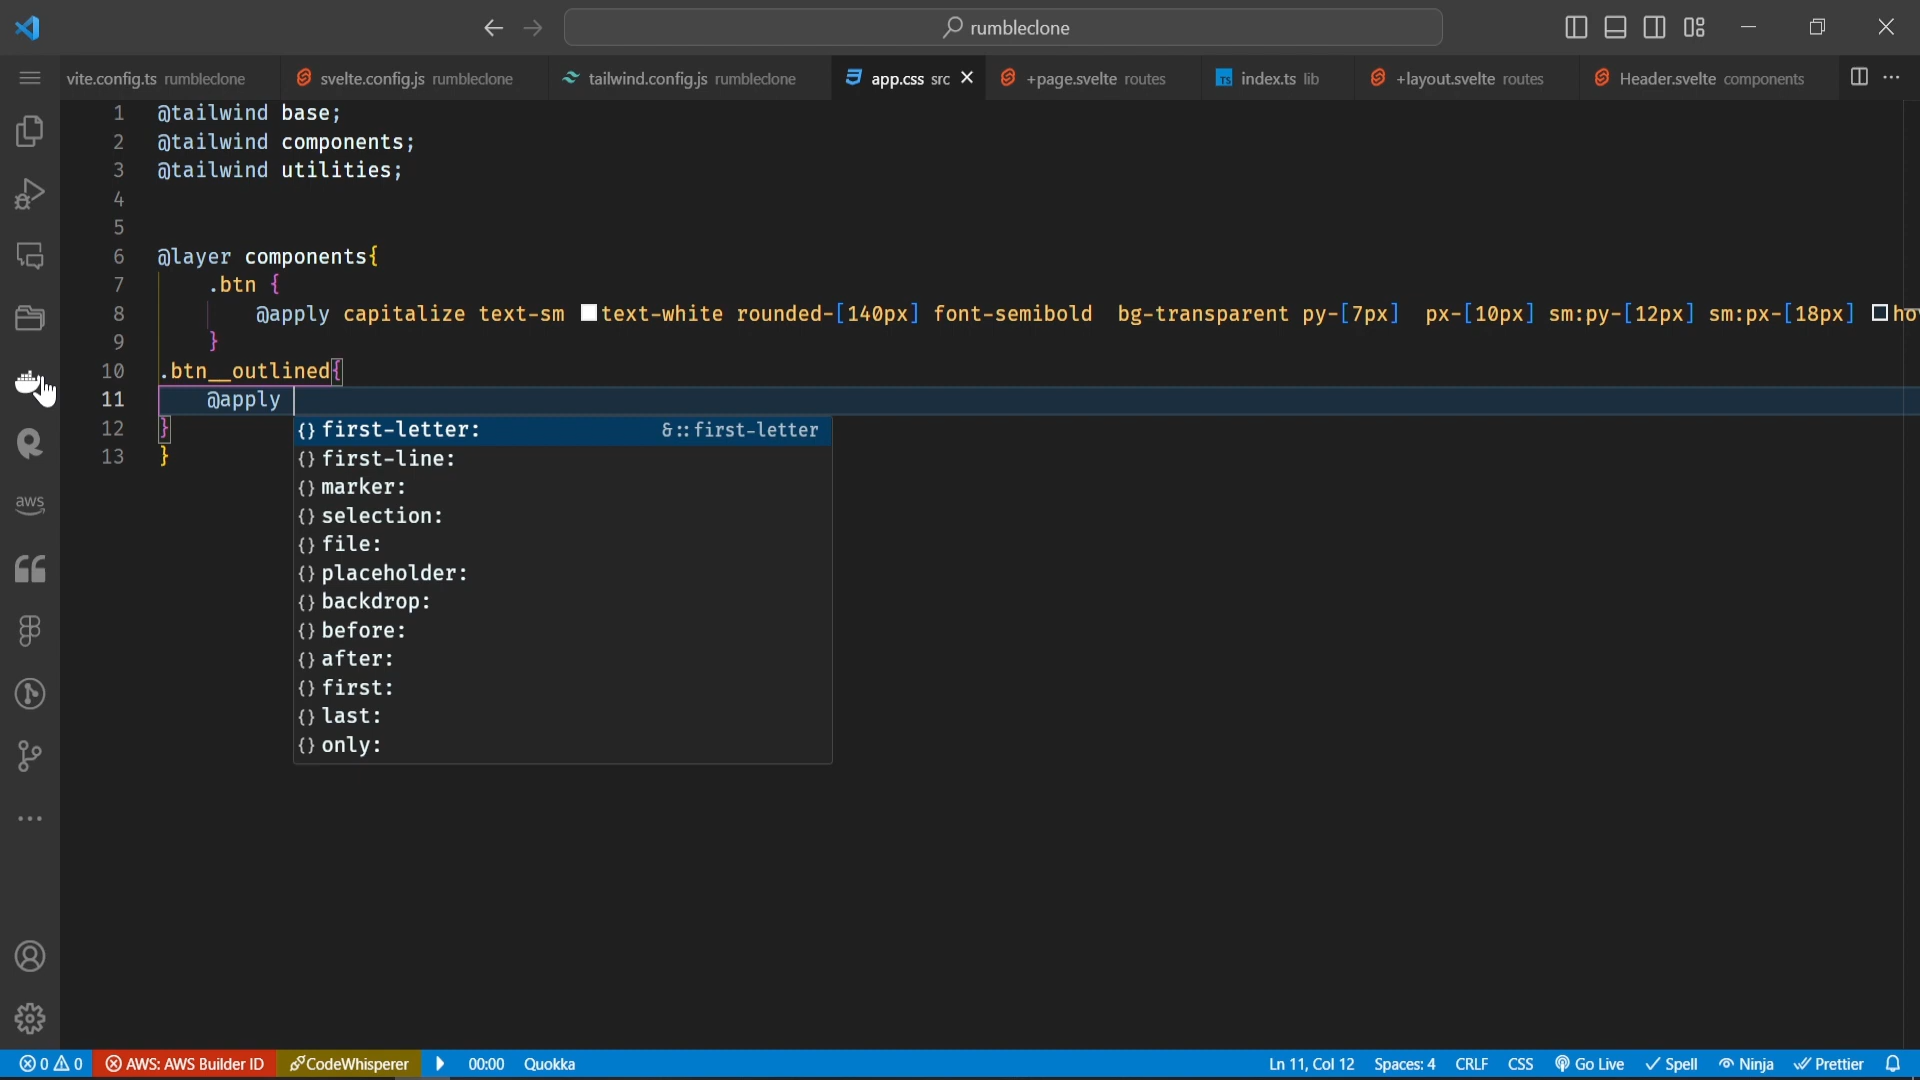 rumbleclone
vite.config.ts rumbleclone
svelte.config.js rumbleclone
tailwind.config.js rumbleclone
app.css src
+page.svelte routes
TS index.ts lib
+layout.svelte routes
Header.svelte components
1 @tailwind base;
2 @tailwind components;
3 @tailwind utilities;
4
5
6 @layer components{
7 .btn {
8 @apply capitalize text-sm text-white rounded-[140px] font-semibold bg-transparent py-[7px] px-[10px] sm:py-[12px] sm:px-[18px] ho
9 }
10 .btn__outlined{
11 @apply
12 }
13 }
{} first-letter: &::first-letter
{} first-line:
{} marker:
{} selection:
{} file:
{} placeholder:
{} backdrop:
{} before:
{} after:
{} first:
{} last:
{} only:
aws
0 0 AWS: AWS Builder ID CodeWhisperer 00:00 Quokka Ln 11, Col 12 Spaces: 4 CRLF CSS Go Live Spell Ninja Prettier